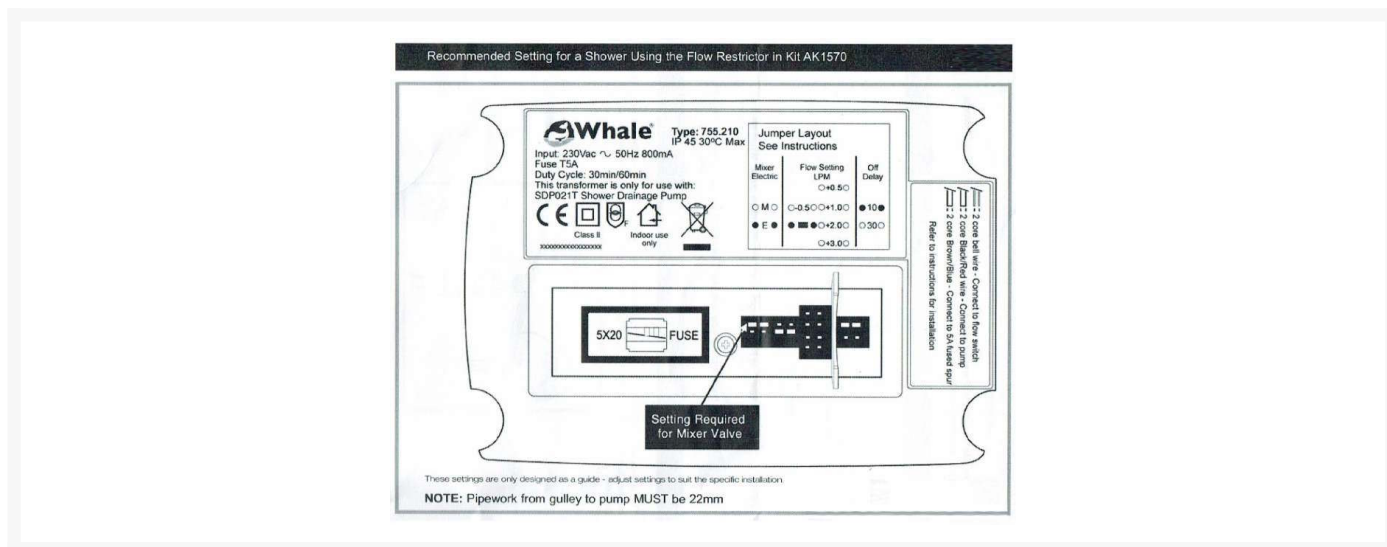 Recommended Setting for a Shower Using the Flow Restrictor in Kit AK1570
Whale®
Type: 755.210
IP 45 30ºC Max
Input: 230Vac ∿ 50Hz 800mA
Fuse T5A
Duty Cycle: 30min/60min
This transformer is only for use with:
SDP021T Shower Drainage Pump
CE
F
Class II
Indoor use
only
xxxxxxxxxxxxxxxxx
Jumper Layout
See Instructions
Mixer
Electric
Flow Setting
LPM
Off
Delay
+0.5
M -0.5 +1.0 10
E +2.0 30
+3.0
2 core bell wire - Connect to flow switch
2 core Black/Red wire - Connect to pump
2 core Brown/Blue - Connect to 5A fused spur
Refer to instructions for installation
5X20 FUSE
Setting Required
for Mixer Valve
These settings are only designed as a guide - adjust settings to suit the specific installation.
NOTE: Pipework from gulley to pump MUST be 22mm